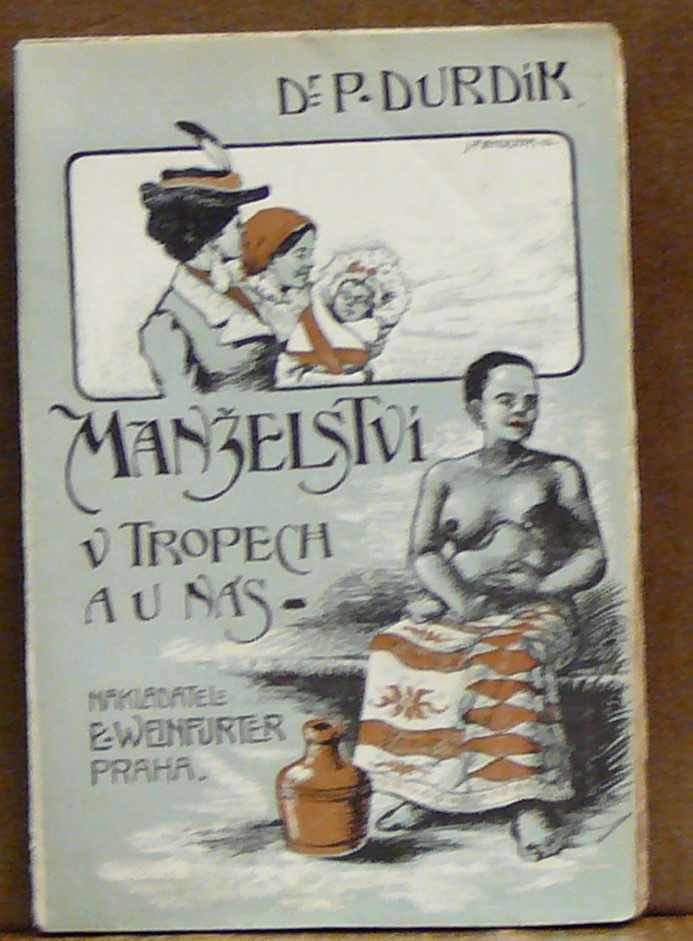 Dr P. DURDÍK
MANŽELSTVÍ
V TROPECH
A U NÁS -
NAKLADATEL
E. WEINFURTER
PRAHA.